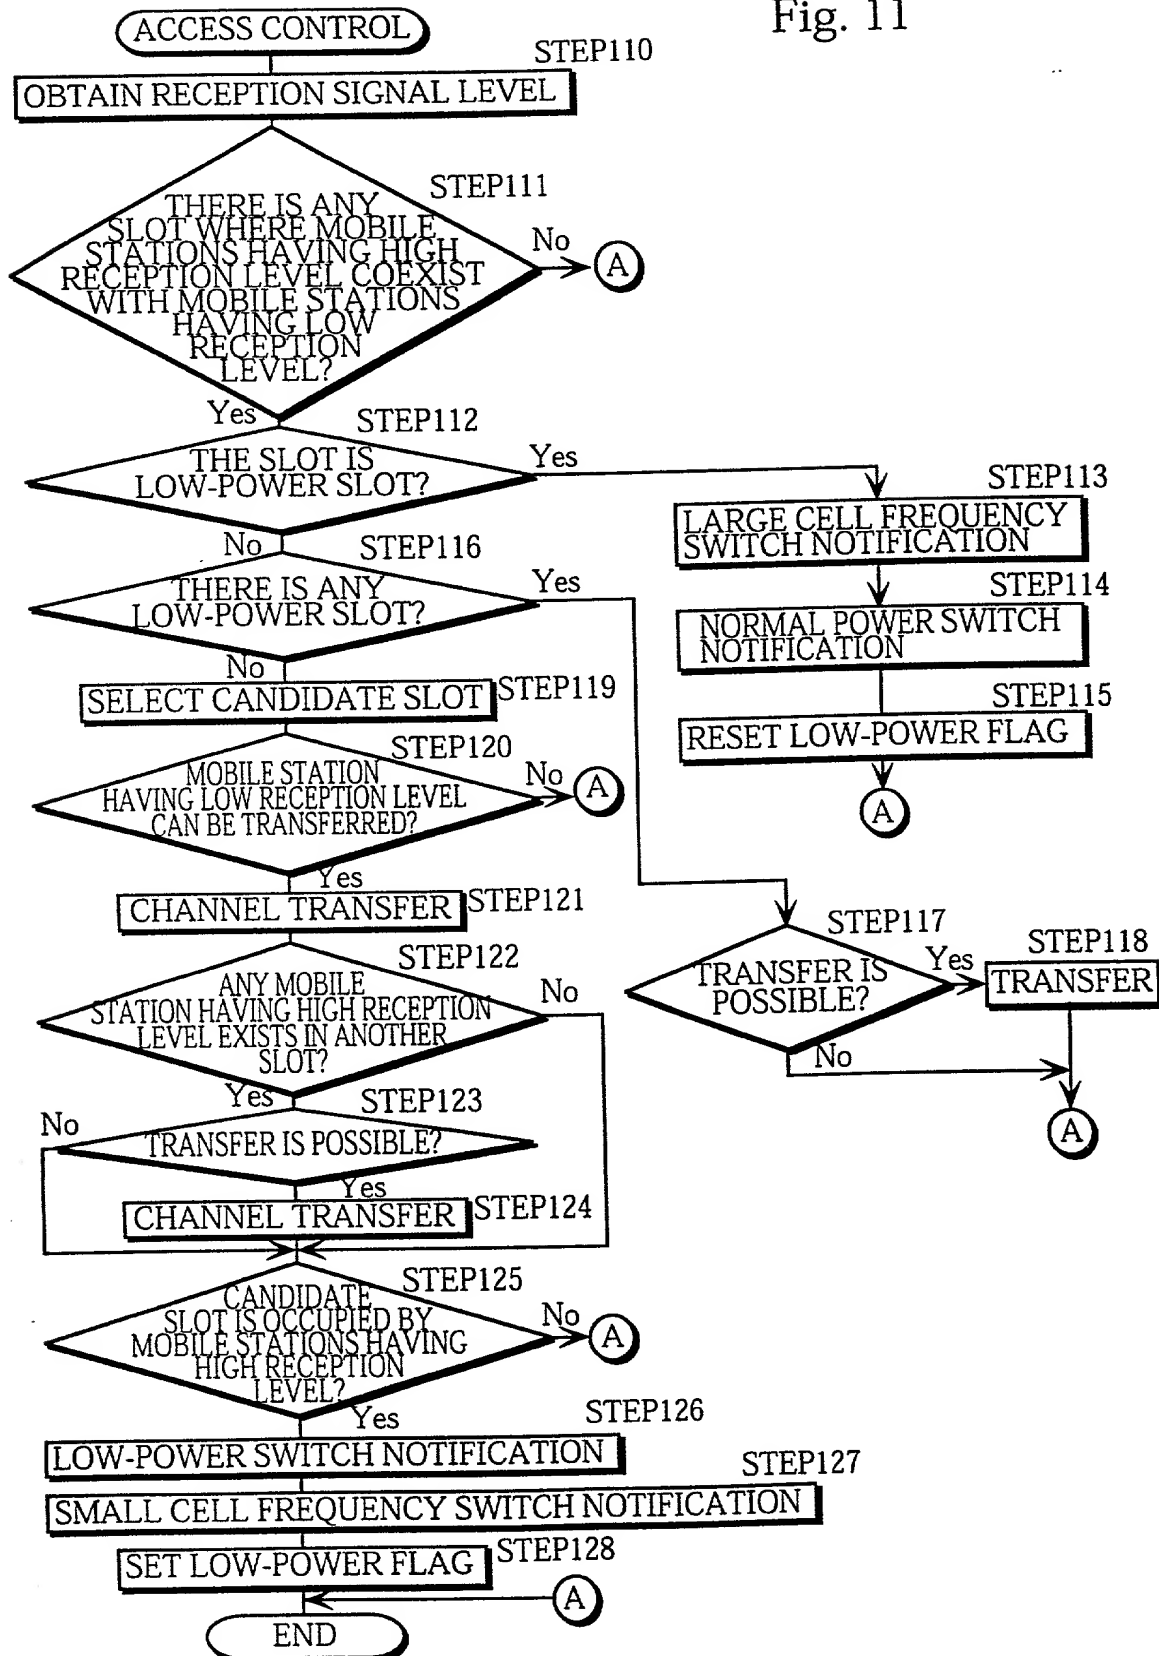 Fig. 11
ACCESS CONTROL
STEP110
OBTAIN RECEPTION SIGNAL LEVEL
STEP111
THERE IS ANY
SLOT WHERE MOBILE
STATIONS HAVING HIGH
RECEPTION LEVEL COEXIST
WITH MOBILE STATIONS
HAVING LOW
RECEPTION
LEVEL?
No
A
Yes
STEP112
THE SLOT IS
LOW-POWER SLOT?
Yes
STEP113
LARGE CELL FREQUENCY
SWITCH NOTIFICATION
No
STEP116
THERE IS ANY
LOW-POWER SLOT?
Yes
STEP114
NORMAL POWER SWITCH
NOTIFICATION
No
SELECT CANDIDATE SLOT
STEP119
STEP115
RESET LOW-POWER FLAG
A
STEP120
MOBILE STATION
HAVING LOW RECEPTION LEVEL
CAN BE TRANSFERRED?
No
A
Yes
CHANNEL TRANSFER
STEP121
STEP117
TRANSFER IS
POSSIBLE?
Yes
STEP118
TRANSFER
No
A
STEP122
ANY MOBILE
STATION HAVING HIGH RECEPTION
LEVEL EXISTS IN ANOTHER
SLOT?
No
Yes
STEP123
No
TRANSFER IS POSSIBLE?
Yes
CHANNEL TRANSFER
STEP124
STEP125
CANDIDATE
SLOT IS OCCUPIED BY
MOBILE STATIONS HAVING
HIGH RECEPTION
LEVEL?
No
A
Yes
STEP126
LOW-POWER SWITCH NOTIFICATION
STEP127
SMALL CELL FREQUENCY SWITCH NOTIFICATION
SET LOW-POWER FLAG
STEP128
A
END